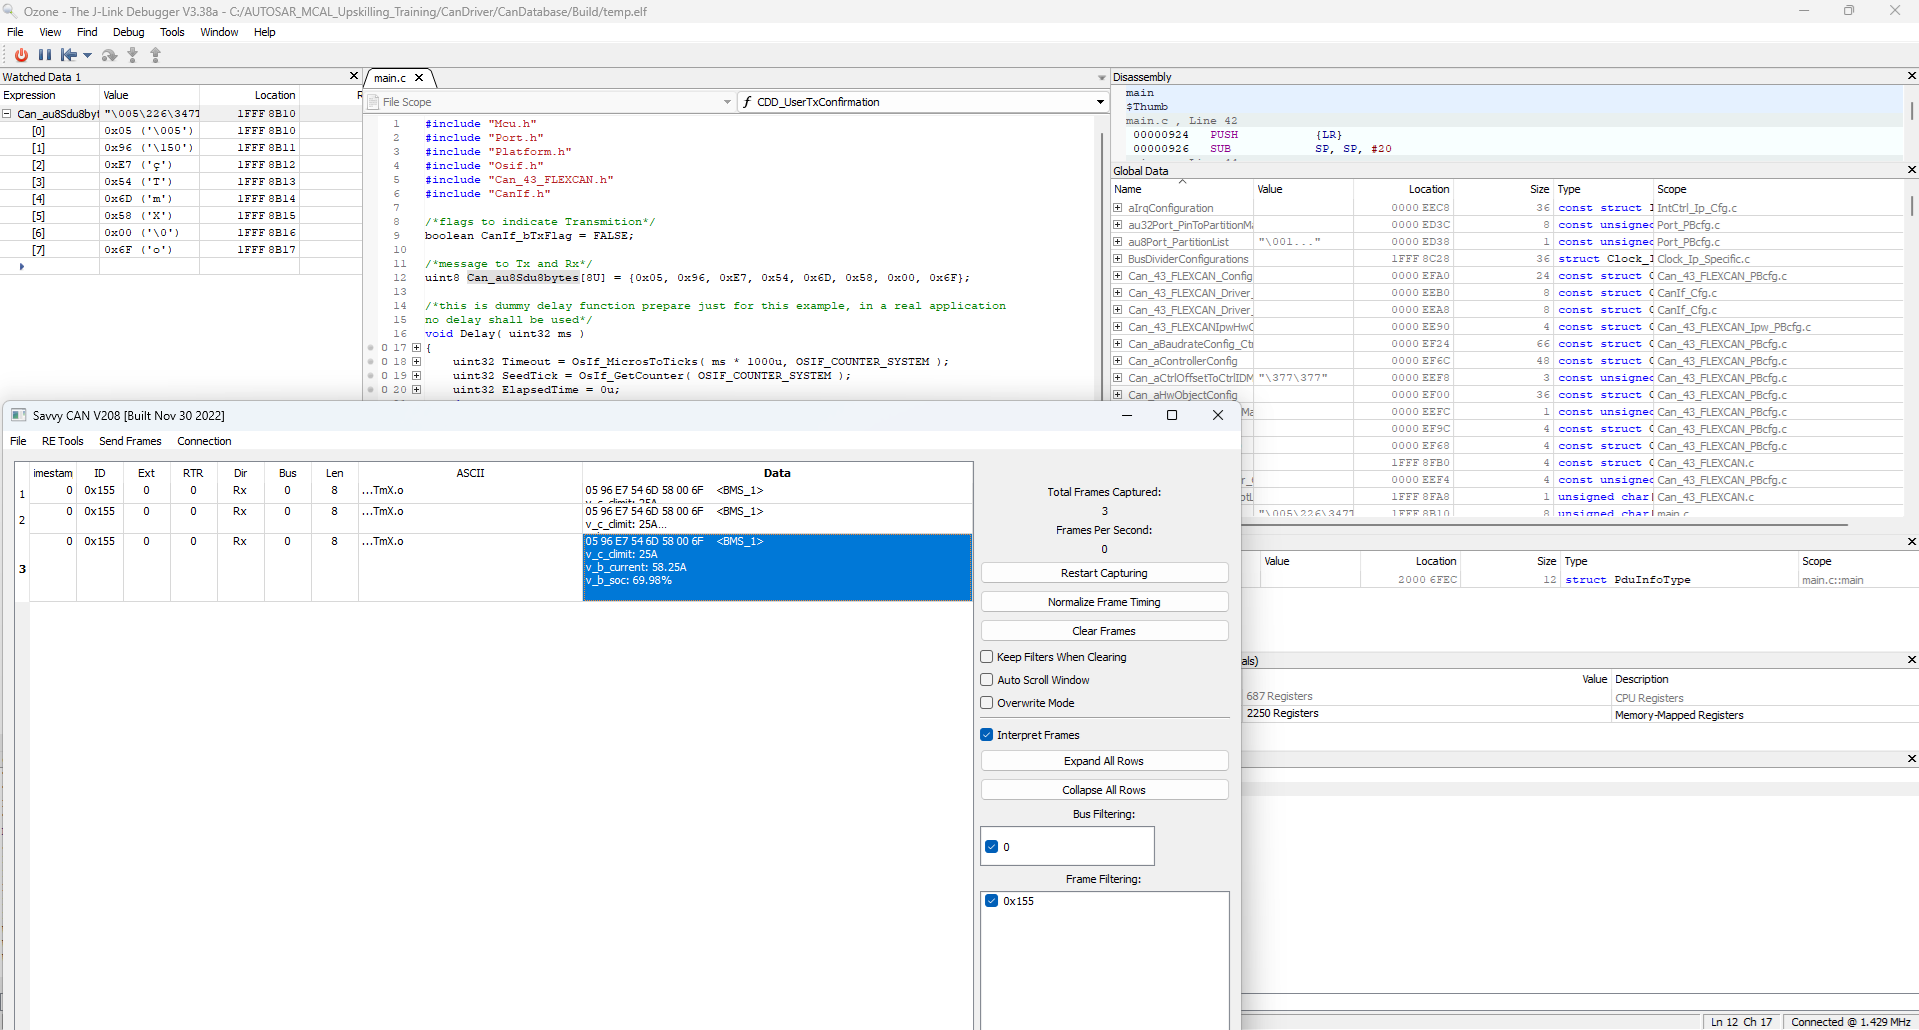 Ozone - The J-Link Debugger V3.38a - C:/AUTOSAR_MCAL_Upskilling_Training/CanDriver/CanDatabase/Build/temp.elf
File View Find Debug Tools Window Help
Watched Data 1
Expression Value Location R
Can_au8Sdu8byt "\005\226\347T 1FFF 8B10
[0] 0x05 ('\005') 1FFF 8B10
[1] 0x96 ('\150') 1FFF 8B11
[2] 0xE7 ('ç') 1FFF 8B12
[3] 0x54 ('T') 1FFF 8B13
[4] 0x6D ('m') 1FFF 8B14
[5] 0x58 ('X') 1FFF 8B15
[6] 0x00 ('\0') 1FFF 8B16
[7] 0x6F ('o') 1FFF 8B17
main.c
File Scope
CDD_UserTxConfirmation
1 #include "Mcu.h"
2 #include "Port.h"
3 #include "Platform.h"
4 #include "Osif.h"
5 #include "Can_43_FLEXCAN.h"
6 #include "CanIf.h"
7
8 /*flags to indicate Transmition*/
9 boolean CanIf_bTxFlag = FALSE;
10
11 /*message to Tx and Rx*/
12 uint8 Can_au8Sdu8bytes[8U] = {0x05, 0x96, 0xE7, 0x54, 0x6D, 0x58, 0x00, 0x6F};
13
14 /*this is dummy delay function prepare just for this example, in a real application
15 no delay shall be used*/
16 void Delay( uint32 ms )
0 17 {
0 18 uint32 Timeout = OsIf_MicrosToTicks( ms * 1000u, OSIF_COUNTER_SYSTEM );
0 19 uint32 SeedTick = OsIf_GetCounter( OSIF_COUNTER_SYSTEM );
0 20 uint32 ElapsedTime = 0u;
Disassembly
main
$Thumb
main.c , Line 42
00000924 PUSH {LR}
00000926 SUB SP, SP, #20
Global Data
Name Value Location Size Type Scope
aIrqConfiguration 0000 EEC8 36 const struct I IntCtrl_Ip_Cfg.c
au32Port_PinToPartitionMa 0000 ED3C 8 const unsigned Port_PBcfg.c
au8Port_PartitionList "\001..." 0000 ED38 1 const unsigned Port_PBcfg.c
BusDividerConfigurations 1FFF 8C28 36 struct Clock_I Clock_Ip_Specific.c
Can_43_FLEXCAN_Config 0000 EFA0 24 const struct C Can_43_FLEXCAN_PBcfg.c
Can_43_FLEXCAN_Driver_ 0000 EEB0 8 const struct C CanIf_Cfg.c
Can_43_FLEXCAN_Driver_ 0000 EEA8 8 const struct C CanIf_Cfg.c
Can_43_FLEXCANIpwHwC 0000 EE90 4 const struct C Can_43_FLEXCAN_Ipw_PBcfg.c
Can_aBaudrateConfig_Ctr 0000 EF24 66 const struct C Can_43_FLEXCAN_PBcfg.c
Can_aControllerConfig 0000 EF6C 48 const struct C Can_43_FLEXCAN_PBcfg.c
Can_aCtrlOffsetToCtrlIDM "\377\377" 0000 EEF8 3 const unsigned Can_43_FLEXCAN_PBcfg.c
Can_aHwObjectConfig 0000 EF00 36 const struct C Can_43_FLEXCAN_PBcfg.c
Ma 0000 EEFC 1 const unsigned Can_43_FLEXCAN_PBcfg.c
0000 EF9C 4 const struct C Can_43_FLEXCAN_PBcfg.c
0000 EF68 4 const struct C Can_43_FLEXCAN_PBcfg.c
1FFF 8FB0 4 const struct C Can_43_FLEXCAN.c
0000 EEF4 4 const struct C Can_43_FLEXCAN_PBcfg.c
1FFF 8FA8 1 unsigned char Can_43_FLEXCAN.c
"\005\226\347T 1FFF 8B10 8 unsigned char main.c
Value Location Size Type Scope
2000 6FEC 12 struct PduInfoType main.c::main
als)
Value Description
687 Registers CPU Registers
2250 Registers Memory-Mapped Registers
Savvy CAN V208 [Built Nov 30 2022]
File RE Tools Send Frames Connection
imestam ID Ext RTR Dir Bus Len ASCII Data
1 0 0x155 0 0 Rx 0 8 ...TmX.o 05 96 E7 54 6D 58 00 6F <BMS_1>
v_c_climit: 25A
2 0 0x155 0 0 Rx 0 8 ...TmX.o 05 96 E7 54 6D 58 00 6F <BMS_1>
v_c_climit: 25A...
3 0 0x155 0 0 Rx 0 8 ...TmX.o 05 96 E7 54 6D 58 00 6F <BMS_1>
v_c_climit: 25A
v_b_current: 58.25A
v_b_soc: 69.98%
Total Frames Captured:
3
Frames Per Second:
0
Restart Capturing
Normalize Frame Timing
Clear Frames
Keep Filters When Clearing
Auto Scroll Window
Overwrite Mode
Interpret Frames
Expand All Rows
Collapse All Rows
Bus Filtering:
0
Frame Filtering:
0x155
Ln 12 Ch 17 Connected @ 1.429 MHz